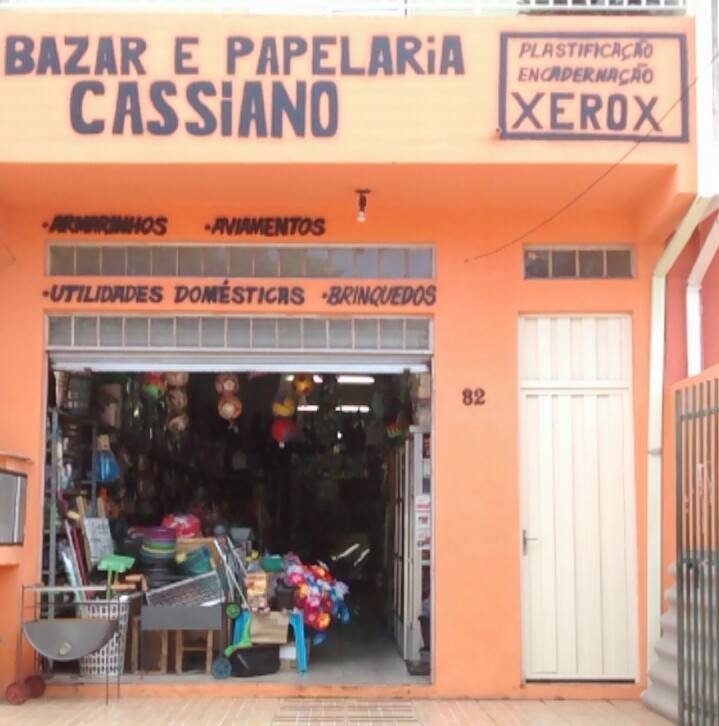 BAZAR E PAPELARiA
CASSiANO
PLASTIFICAÇÃO
ENCADERNAÇÃO
XEROX
•ARMARINHOS •AVIAMENTOS
•UTILIDADES DOMÉSTICAS •BRINQUEDOS
82